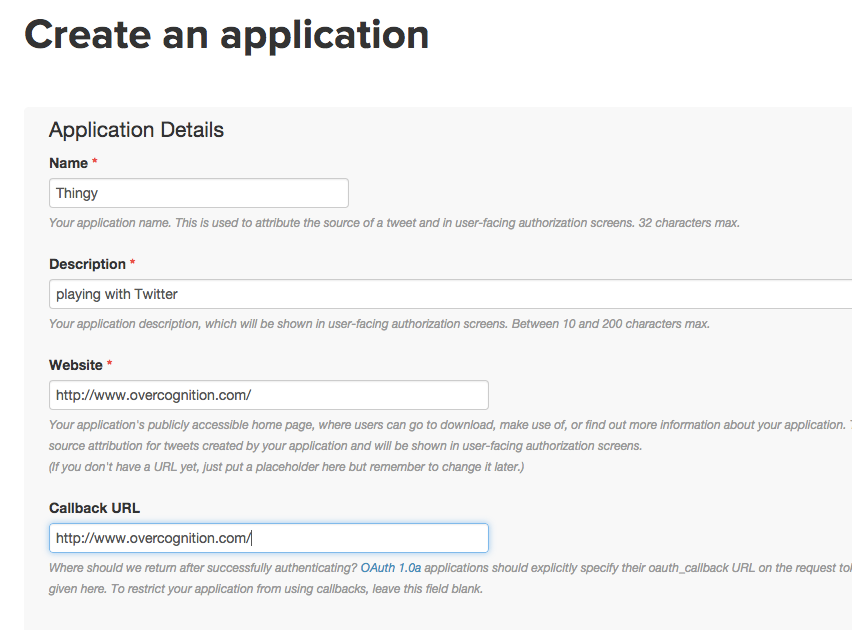 Create an application
Application Details
Name *
Thingy
Your application name. This is used to attribute the source of a tweet and in user-facing authorization screens. 32 characters max.
Description *
playing with Twitter
Your application description, which will be shown in user-facing authorization screens. Between 10 and 200 characters max.
Website *
http://www.overcognition.com/
Your application's publicly accessible home page, where users can go to download, make use of, or find out more information about your application.
source attribution for tweets created by your application and will be shown in user-facing authorization screens.
(If you don't have a URL yet, just put a placeholder here but remember to change it later.)
Callback URL
http://www.overcognition.com/
Where should we return after successfully authenticating? OAuth 1.0a applications should explicitly specify their oauth_callback URL on the request
given here. To restrict your application from using callbacks, leave this field blank.